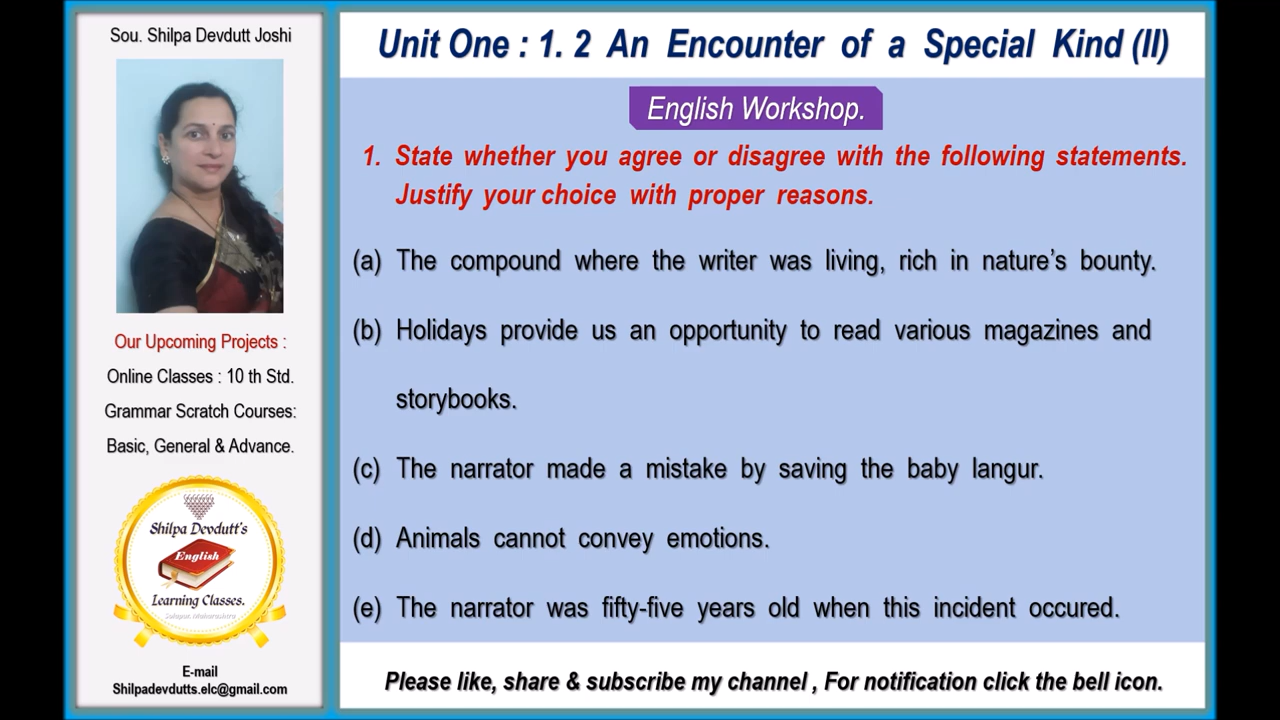 Sou. Shilpa Devdutt Joshi
Our Upcoming Projects :
Online Classes : 10 th Std.
Grammar Scratch Courses:
Basic, General & Advance.
Shilpa Devdutt's
English
Learning Classes.
Solapur, Maharashtra
E-mail
Shilpadevdutts.elc@gmail.com
Unit One : 1. 2 An Encounter of a Special Kind (II)
English Workshop.
1. State whether you agree or disagree with the following statements.
Justify your choice with proper reasons.
(a) The compound where the writer was living, rich in nature's bounty.
(b) Holidays provide us an opportunity to read various magazines and
storybooks.
(c) The narrator made a mistake by saving the baby langur.
(d) Animals cannot convey emotions.
(e) The narrator was fifty-five years old when this incident occured.
Please like, share & subscribe my channel , For notification click the bell icon.